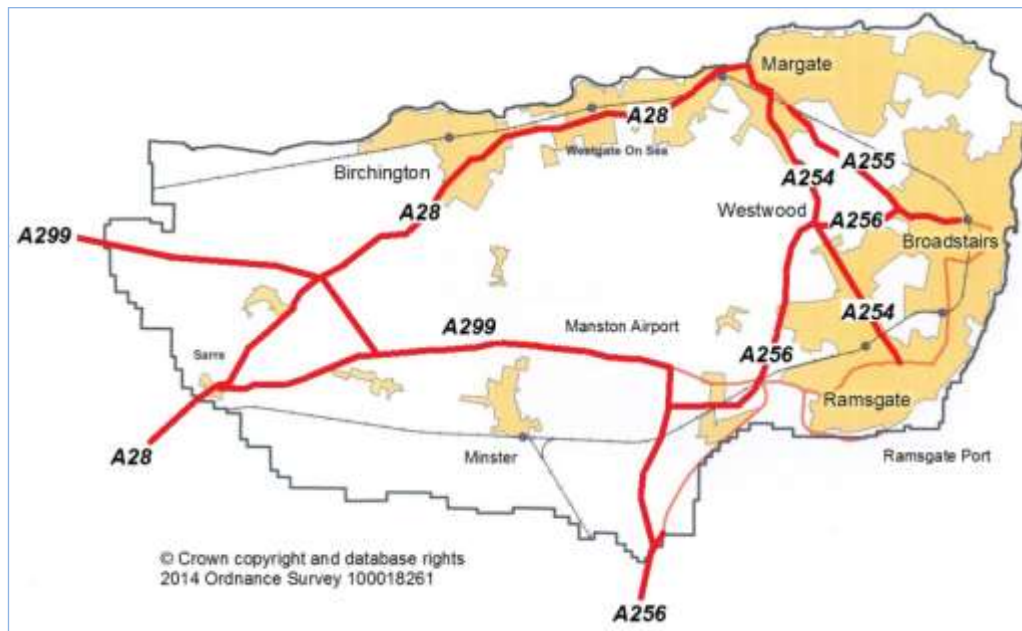 Margate
A28
Westgate On Sea
A255
Birchington
A254
A28
Westwood
A256
A299
Broadstairs
A254
A299
Manston Airport
Sarre
A256
Ramsgate
A28
Minster
Ramsgate Port
© Crown copyright and database rights
2014 Ordnance Survey 100018261
A256